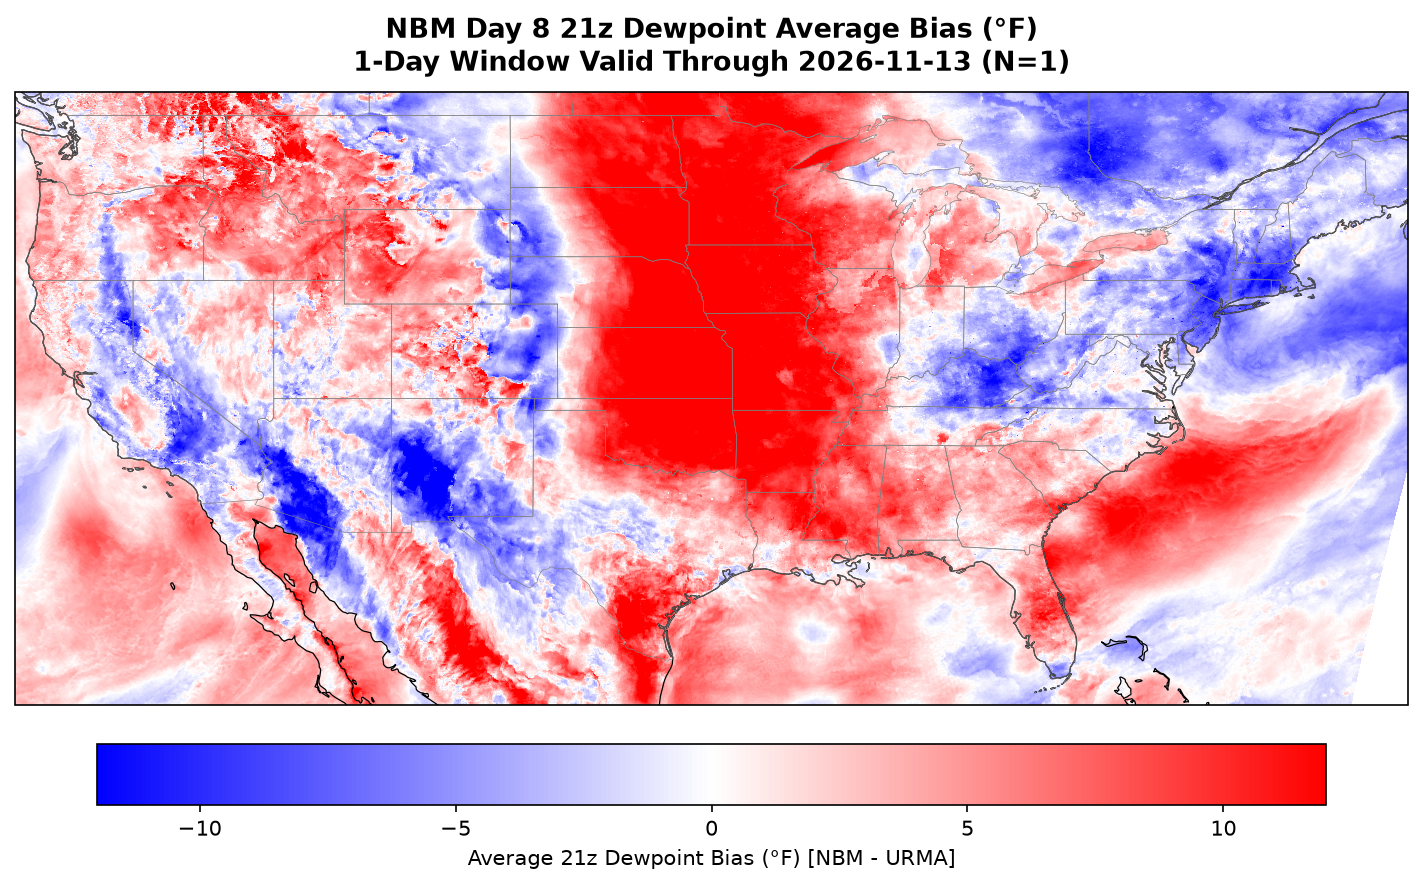 NBM Day 8 21z Dewpoint Average Bias (°F)
1-Day Window Valid Through 2026-11-13 (N=1)
−10 −5 0 5 10
Average 21z Dewpoint Bias (°F) [NBM - URMA]